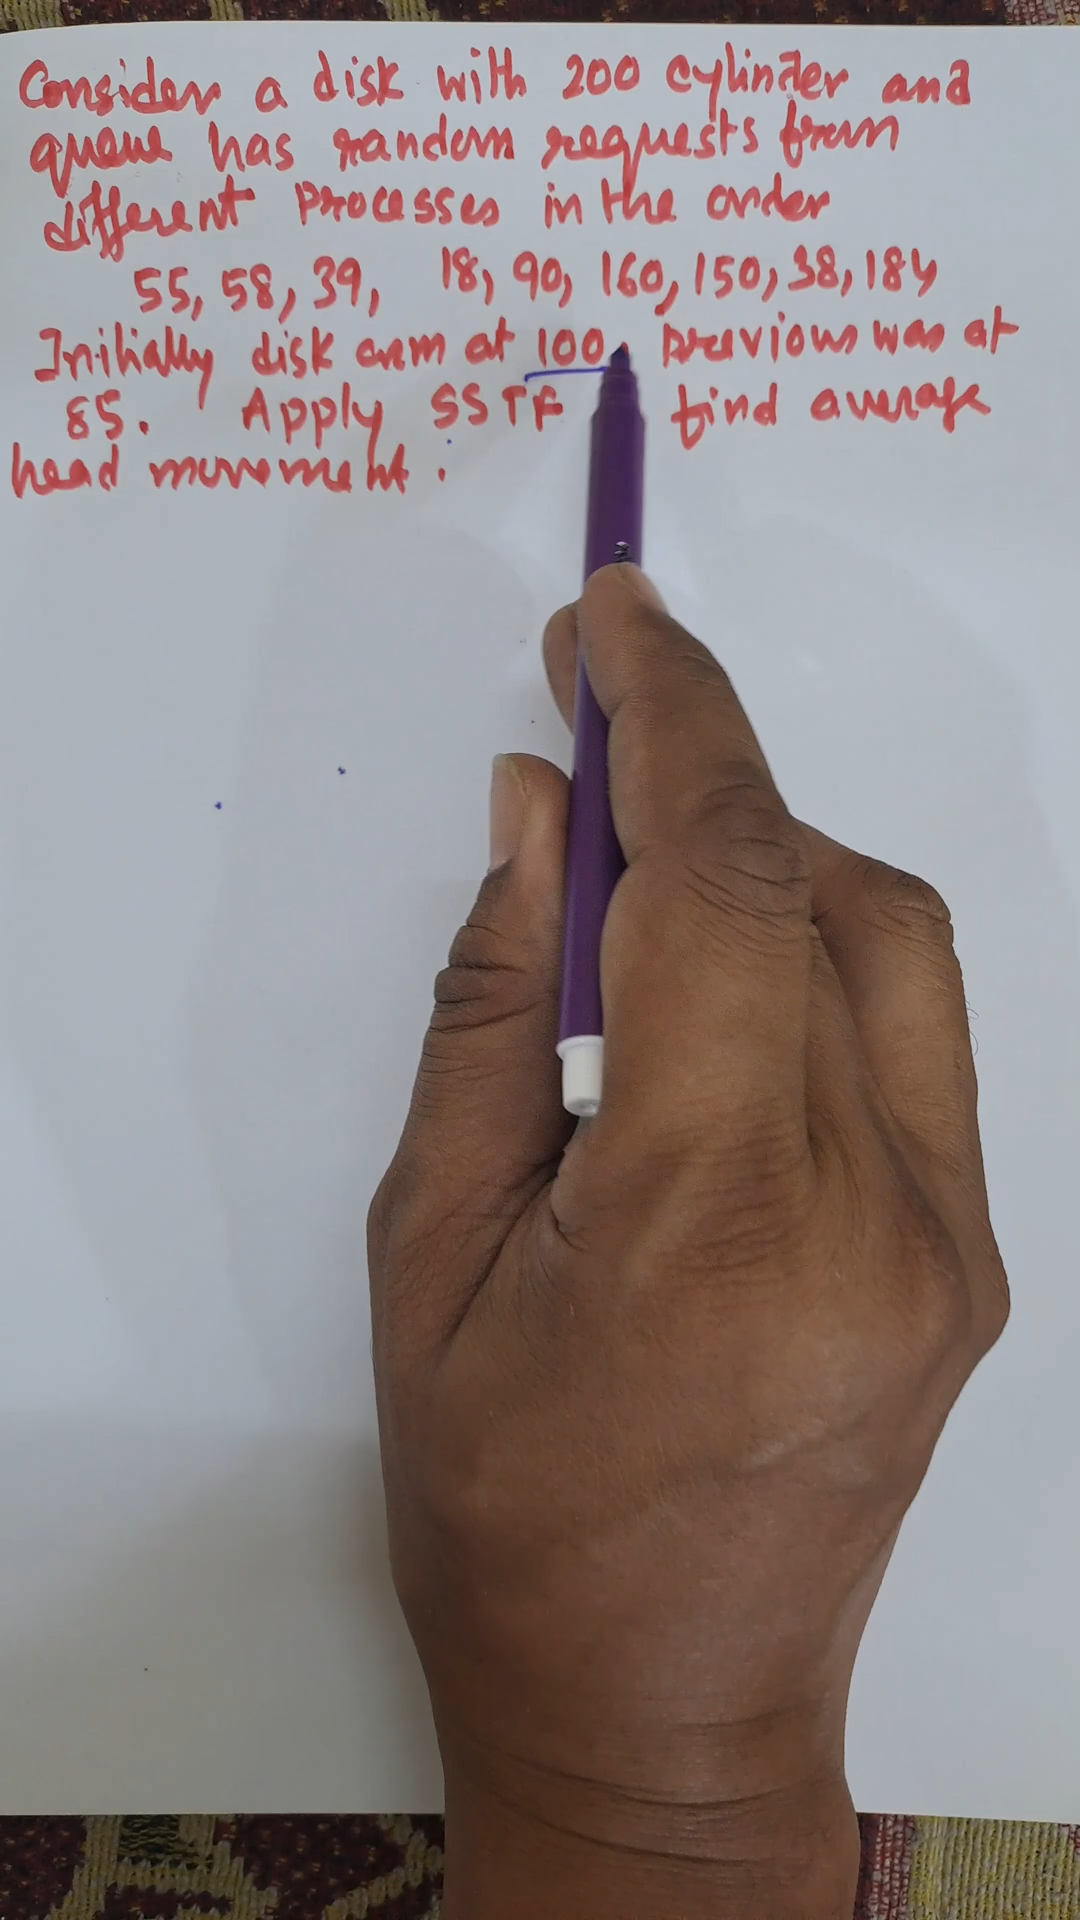 Consider a disk with 200 cylinder and
queue has random requests from
different Processes in the order
55, 58, 39, 18, 90, 160, 150, 38, 184
Initially disk arm at 100. Previous was at
85. Apply SSTF find average
head movement.